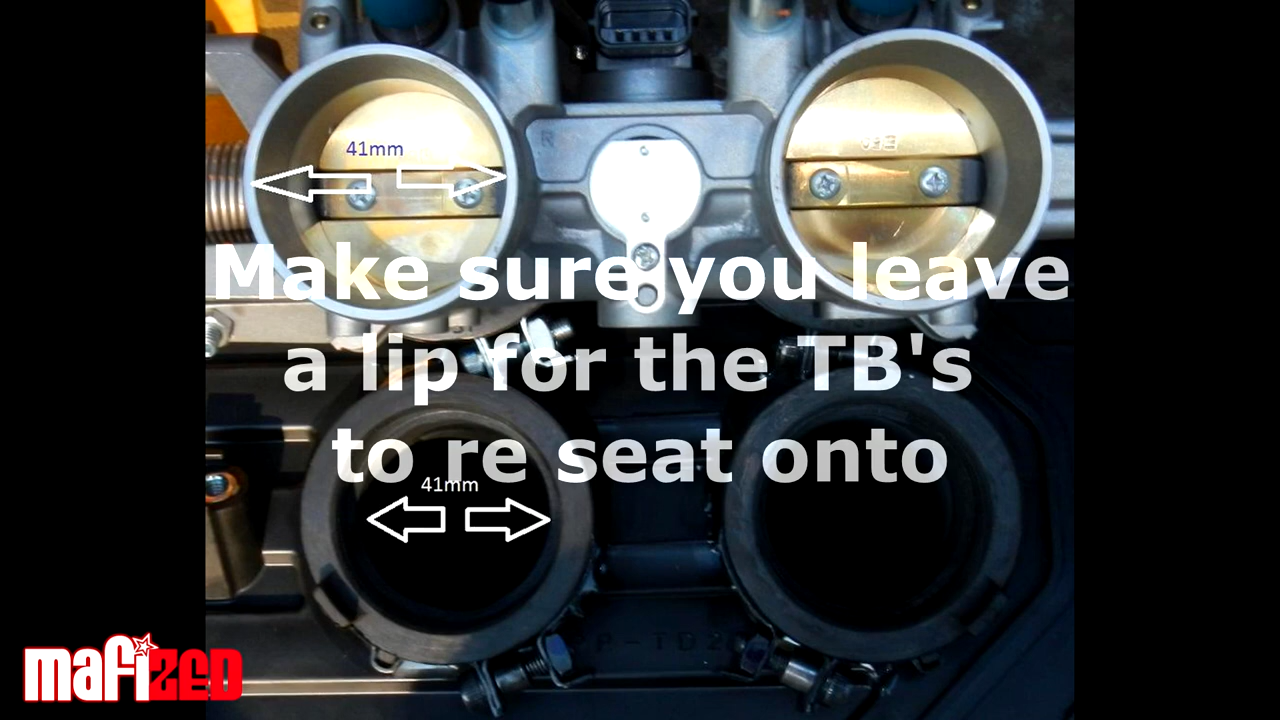 41mm
Make sure you leave
a lip for the TB's
to re seat onto
41mm
mafizED